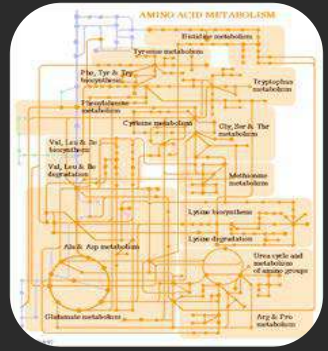 AMINO ACID METABOLISM
Histidine metabolism
Tyrosine metabolism
Phe, Tyr & Trp
biosynthesis
Tryptophan
metabolism
Phenylalanine
metabolism
Cysteine metabolism
Gly, Ser & Thr
metabolism
Val, Leu & Ile
biosynthesis
Val, Leu & Ile
degradation
Methionine
metabolism
Lysine biosynthesis
Lysine degradation
Ala & Asp metabolism
Urea cycle and
metabolism
of amino groups
Glutamate metabolism
Arg & Pro
metabolism